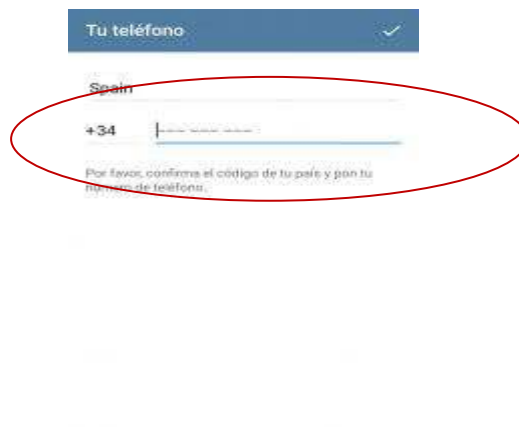 Tu teléfono
Spain
+34 --- --- ---
Por favor, confirma el código de tu país y pon tu
número de teléfono.